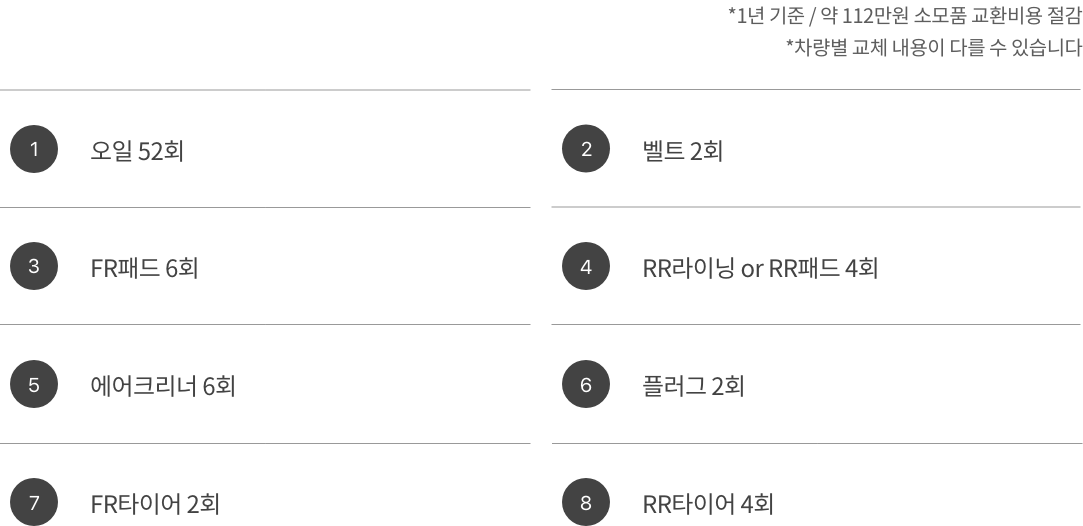 *1년 기준 / 약 112만원 소모품 교환비용 절감
*차량별 교체 내용이 다를 수 있습니다
1 오일 52회
2 벨트 2회
3 FR패드 6회
4 RR라이닝 or RR패드 4회
5 에어크리너 6회
6 플러그 2회
7 FR타이어 2회
8 RR타이어 4회